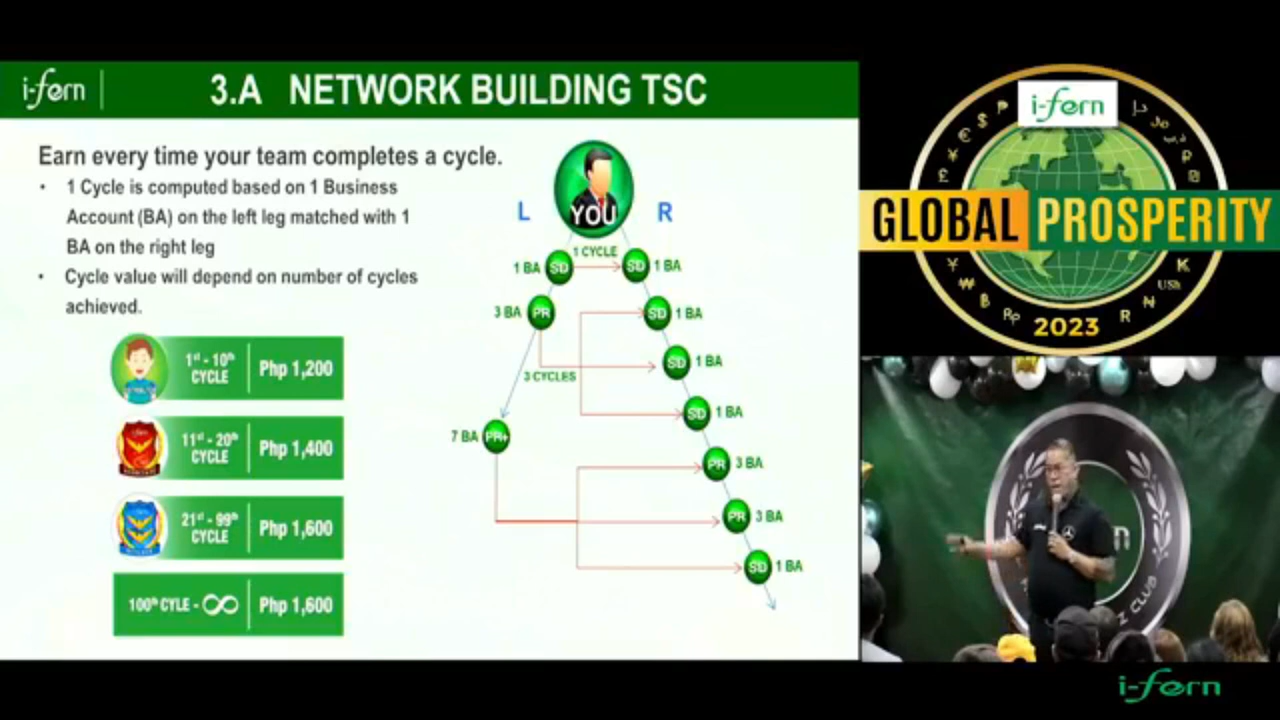 i-fern
3.A NETWORK BUILDING TSC
Earn every time your team completes a cycle.
• 1 Cycle is computed based on 1 Business
Account (BA) on the left leg matched with 1
BA on the right leg
• Cycle value will depend on number of cycles
achieved.
1st - 10th
CYCLE
Php 1,200
11st - 20th
CYCLE
Php 1,400
21st - 99th
CYCLE
Php 1,600
100th CYLE - ∞
Php 1,600
YOU
L
R
1 CYCLE
1 BA
SD
SD
1 BA
3 BA
PR
SD
1 BA
SD
1 BA
3 CYCLES
SD
1 BA
7 BA
PR+
PR
3 BA
PR
3 BA
SD
1 BA
i-fern
GLOBAL PROSPERITY
2023
CLUB
i-fern